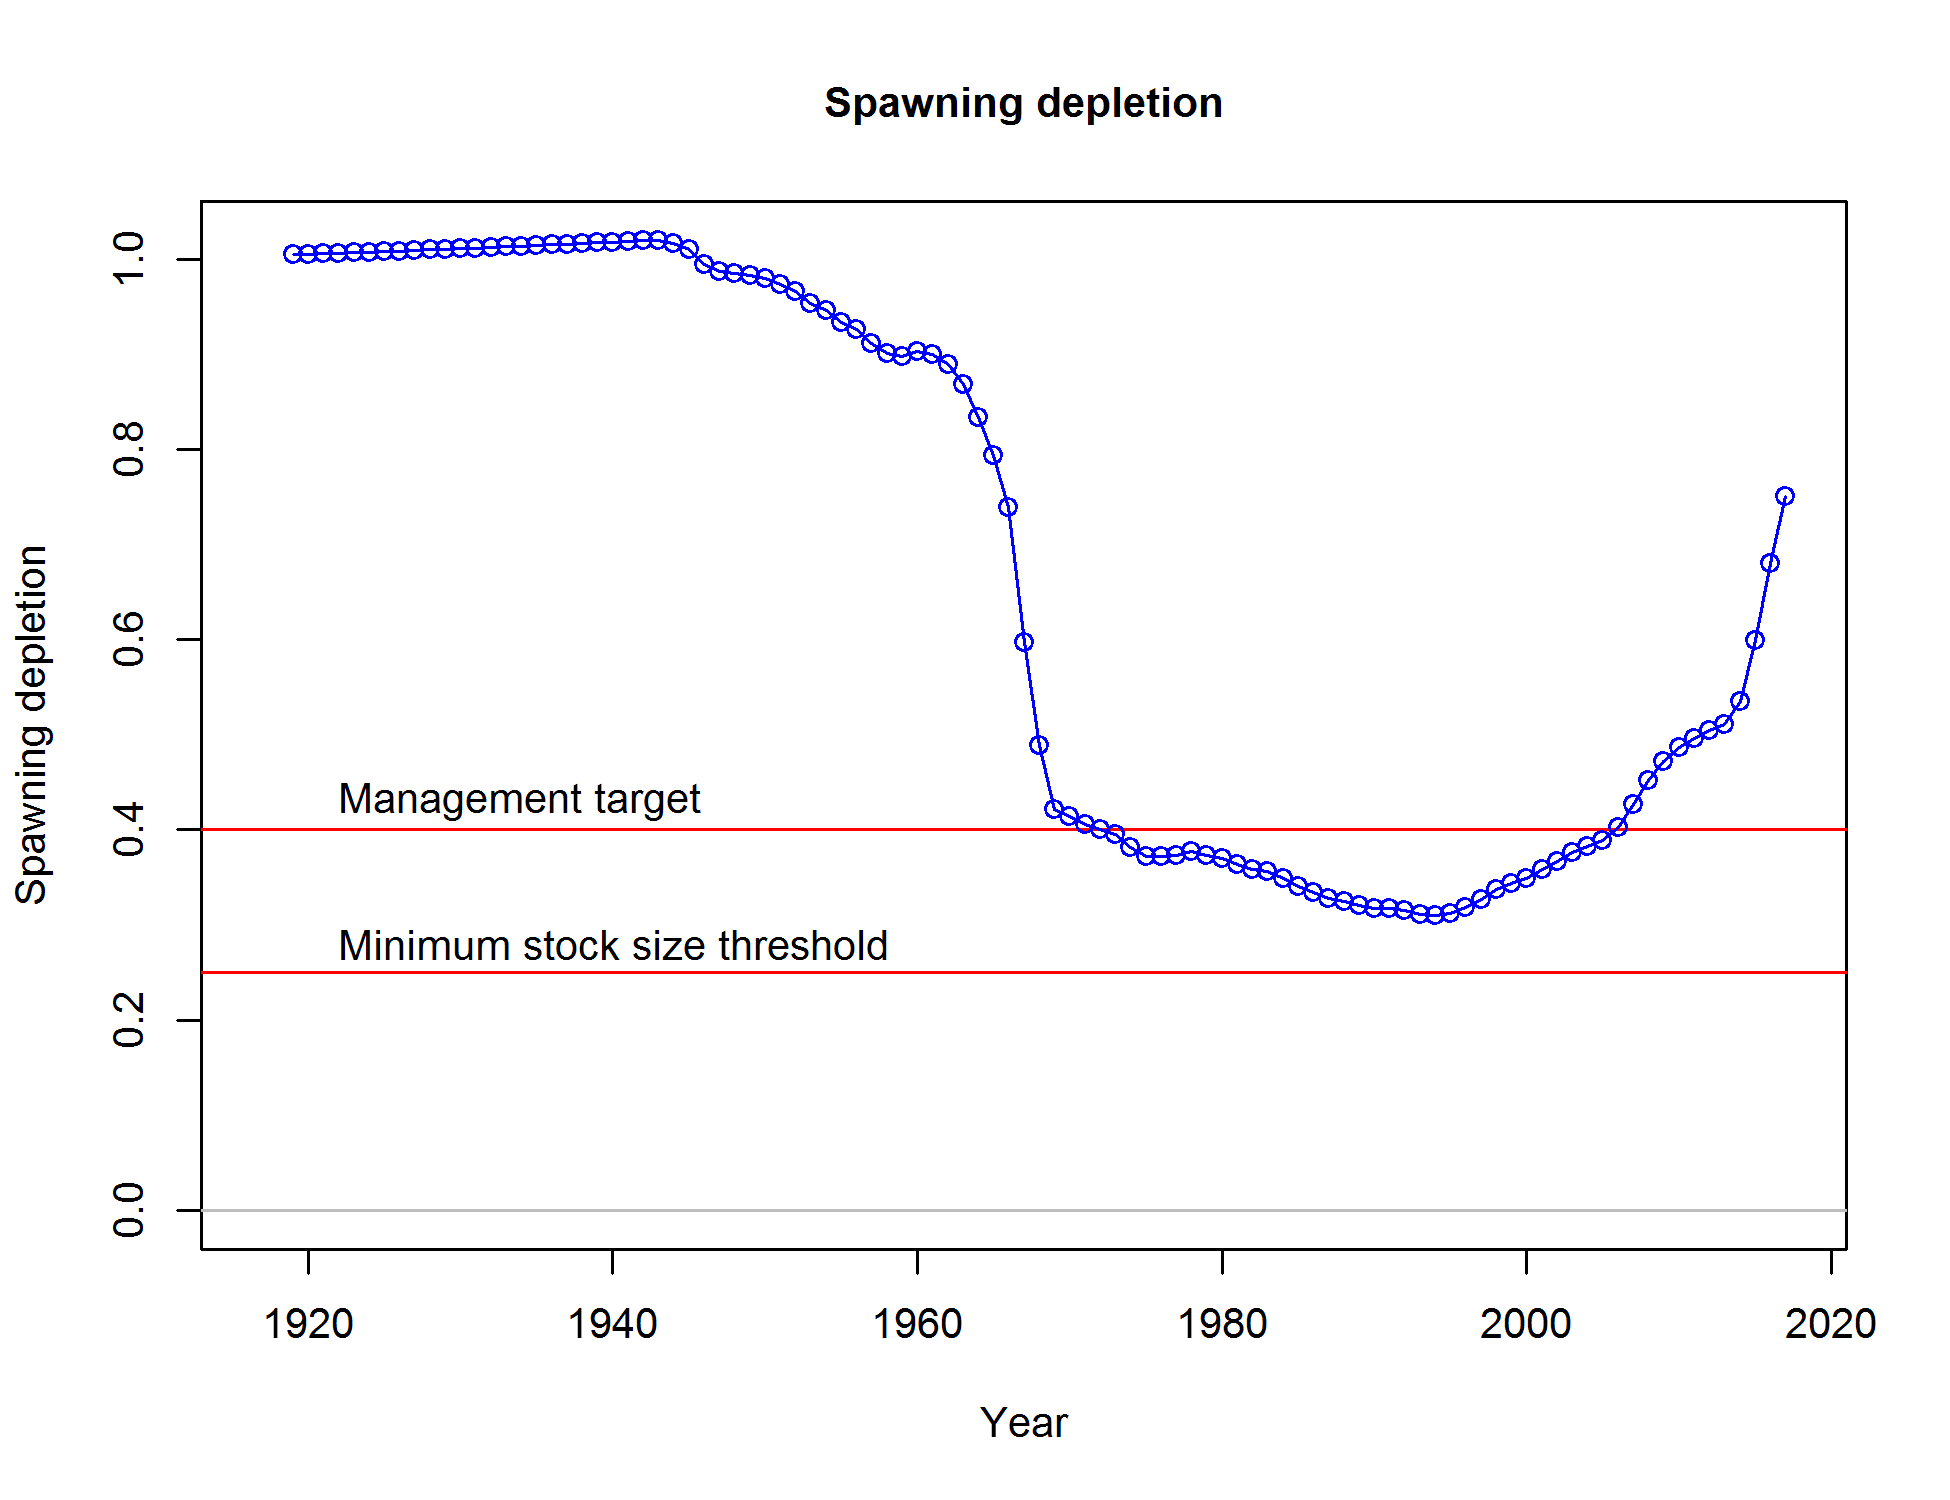 Spawning depletion
Spawning depletion
1.0
0.8
0.6
0.4
0.2
0.0
Management target
Minimum stock size threshold
1920 1940 1960 1980 2000 2020
Year